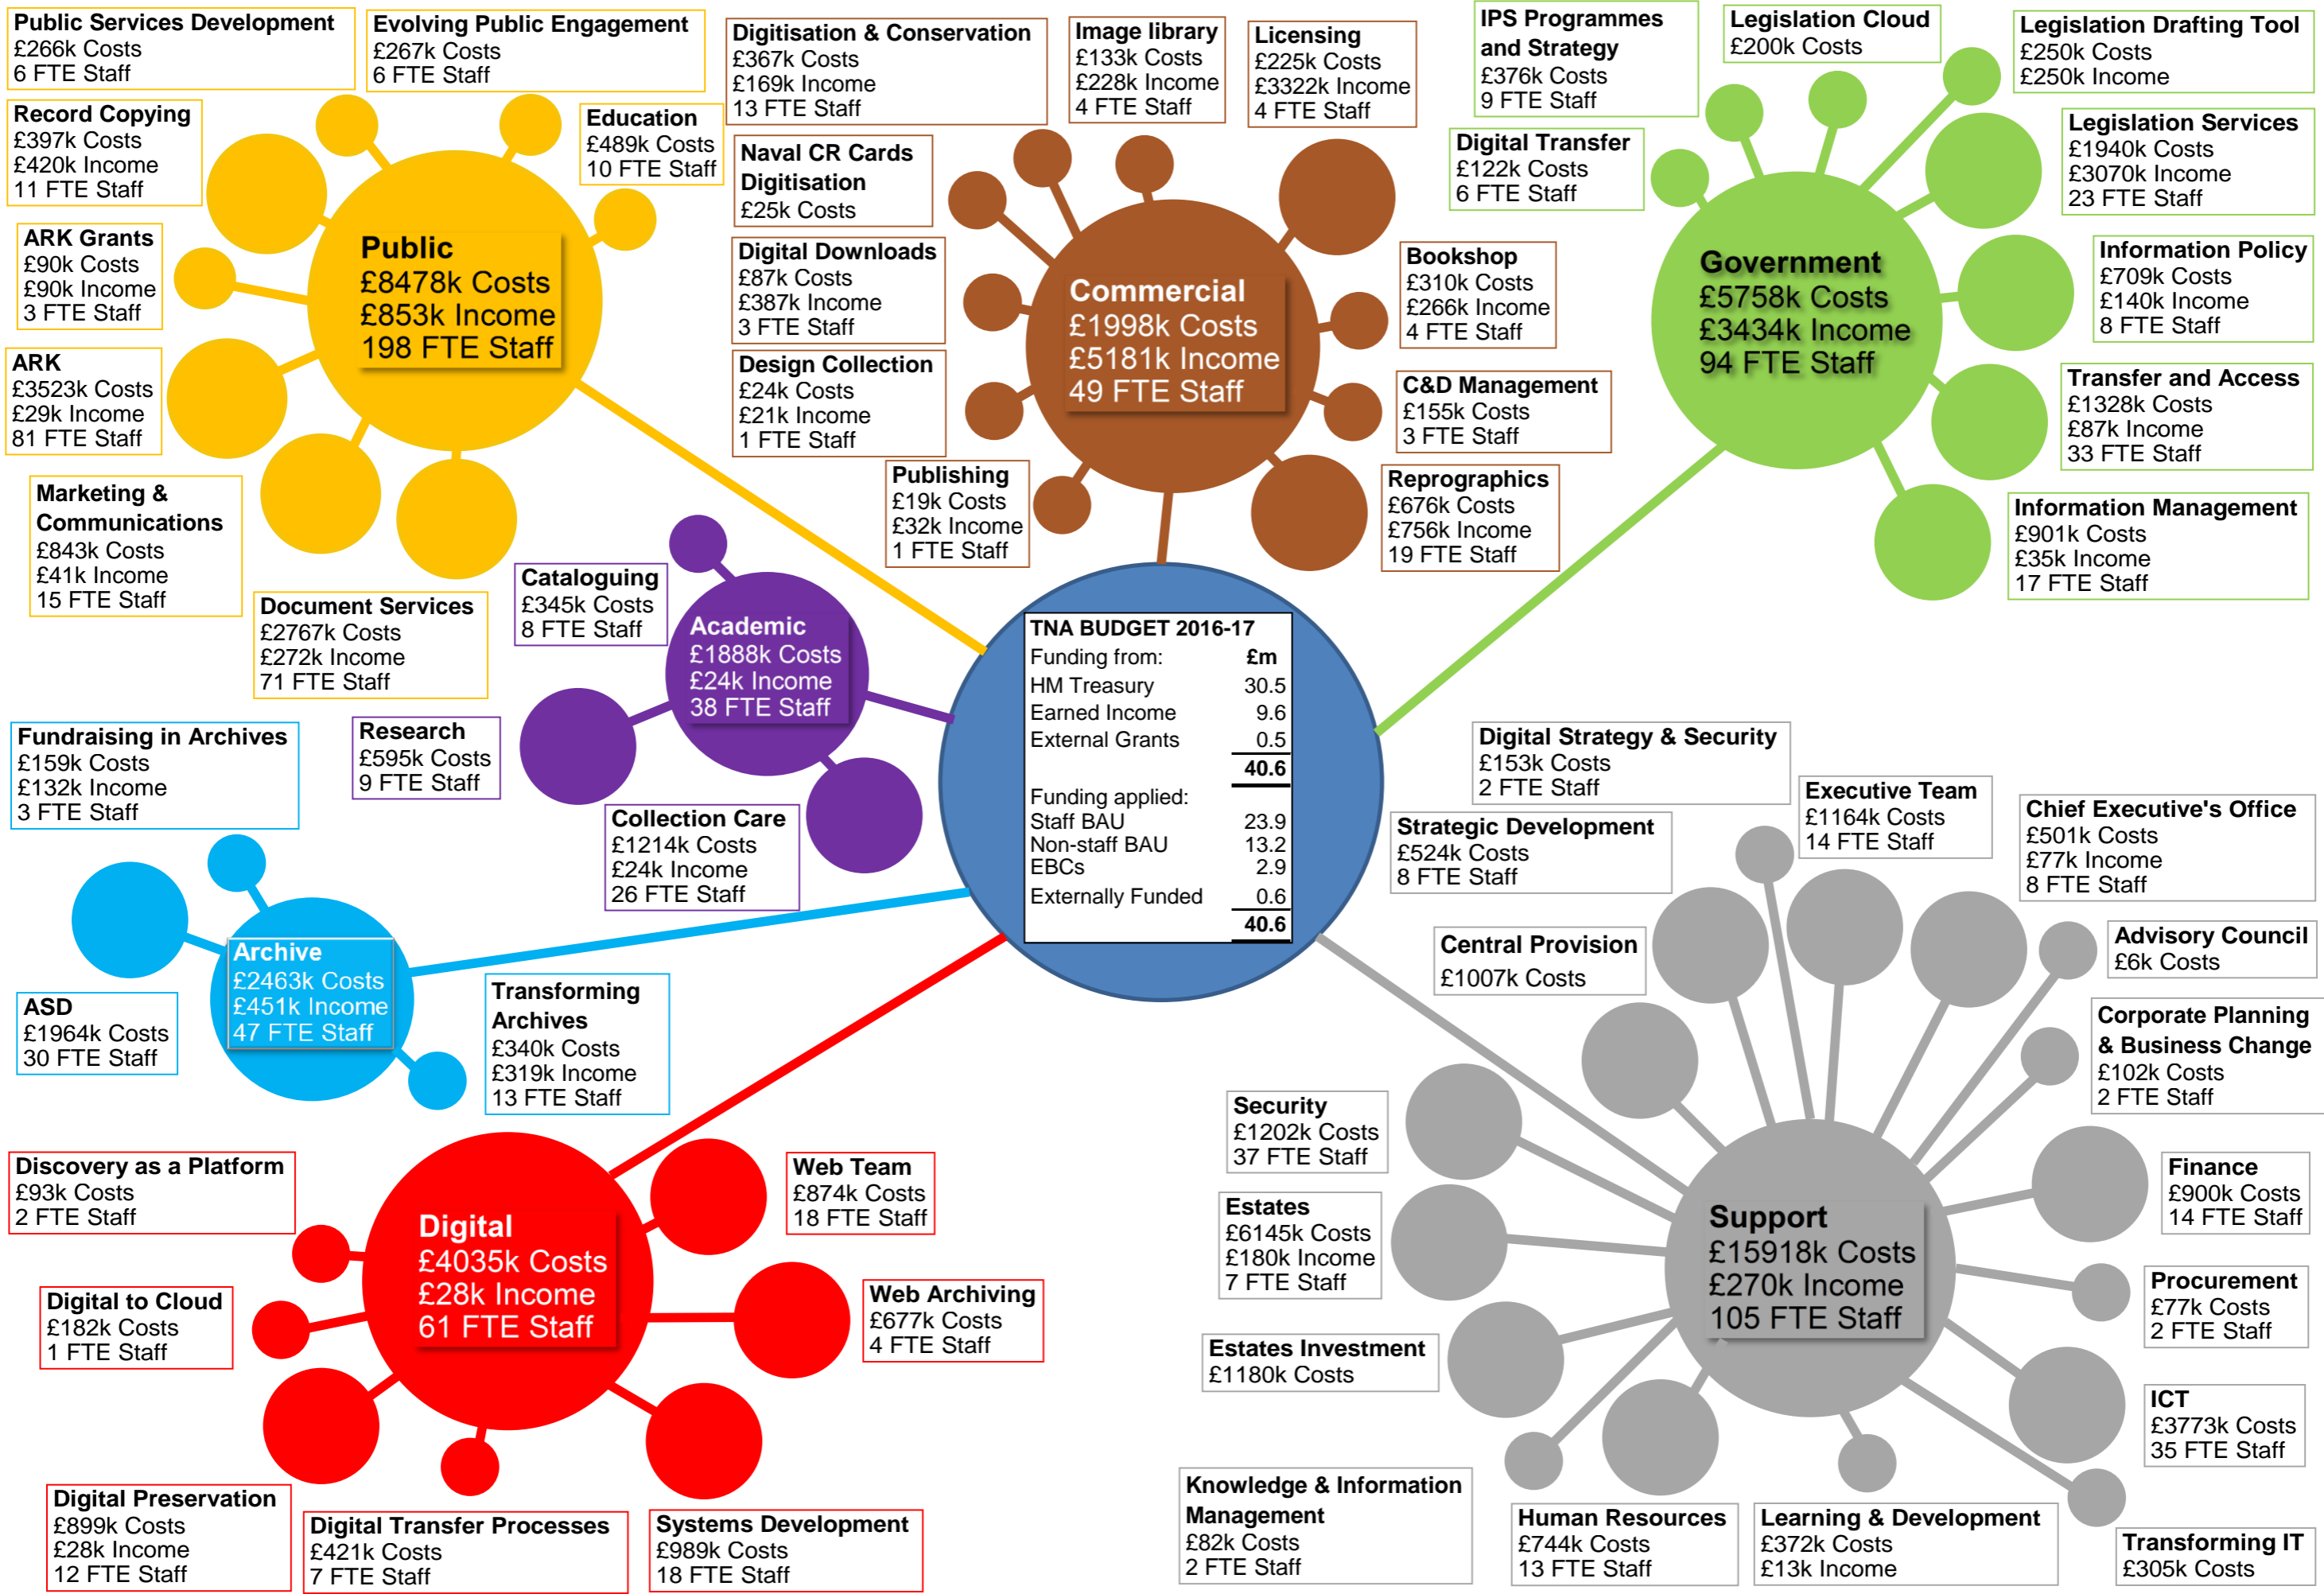 Public Services Development
£266k Costs
6 FTE Staff
Evolving Public Engagement
£267k Costs
6 FTE Staff
Record Copying
£397k Costs
£420k Income
11 FTE Staff
Education
£489k Costs
10 FTE Staff
ARK Grants
£90k Costs
£90k Income
3 FTE Staff
Public
£8478k Costs
£853k Income
198 FTE Staff
ARK
£3523k Costs
£29k Income
81 FTE Staff
Marketing &
Communications
£843k Costs
£41k Income
15 FTE Staff
Document Services
£2767k Costs
£272k Income
71 FTE Staff
Digitisation & Conservation
£367k Costs
£169k Income
13 FTE Staff
Image library
£133k Costs
£228k Income
4 FTE Staff
Licensing
£225k Costs
£3322k Income
4 FTE Staff
Naval CR Cards
Digitisation
£25k Costs
Digital Downloads
£87k Costs
£387k Income
3 FTE Staff
Design Collection
£24k Costs
£21k Income
1 FTE Staff
Publishing
£19k Costs
£32k Income
1 FTE Staff
Commercial
£1998k Costs
£5181k Income
49 FTE Staff
Bookshop
£310k Costs
£266k Income
4 FTE Staff
C&D Management
£155k Costs
3 FTE Staff
Reprographics
£676k Costs
£756k Income
19 FTE Staff
IPS Programmes
and Strategy
£376k Costs
9 FTE Staff
Legislation Cloud
£200k Costs
Legislation Drafting Tool
£250k Costs
£250k Income
Digital Transfer
£122k Costs
6 FTE Staff
Legislation Services
£1940k Costs
£3070k Income
23 FTE Staff
Government
£5758k Costs
£3434k Income
94 FTE Staff
Information Policy
£709k Costs
£140k Income
8 FTE Staff
Transfer and Access
£1328k Costs
£87k Income
33 FTE Staff
Information Management
£901k Costs
£35k Income
17 FTE Staff
Cataloguing
£345k Costs
8 FTE Staff
Academic
£1888k Costs
£24k Income
38 FTE Staff
Research
£595k Costs
9 FTE Staff
Collection Care
£1214k Costs
£24k Income
26 FTE Staff
TNA BUDGET 2016-17
Funding from: £m
HM Treasury 30.5
Earned Income 9.6
External Grants 0.5
40.6
Funding applied:
Staff BAU 23.9
Non-staff BAU 13.2
EBCs 2.9
Externally Funded 0.6
40.6
Fundraising in Archives
£159k Costs
£132k Income
3 FTE Staff
Archive
£2463k Costs
£451k Income
47 FTE Staff
ASD
£1964k Costs
30 FTE Staff
Transforming
Archives
£340k Costs
£319k Income
13 FTE Staff
Discovery as a Platform
£93k Costs
2 FTE Staff
Web Team
£874k Costs
18 FTE Staff
Digital
£4035k Costs
£28k Income
61 FTE Staff
Digital to Cloud
£182k Costs
1 FTE Staff
Web Archiving
£677k Costs
4 FTE Staff
Digital Preservation
£899k Costs
£28k Income
12 FTE Staff
Digital Transfer Processes
£421k Costs
7 FTE Staff
Systems Development
£989k Costs
18 FTE Staff
Digital Strategy & Security
£153k Costs
2 FTE Staff
Executive Team
£1164k Costs
14 FTE Staff
Chief Executive's Office
£501k Costs
£77k Income
8 FTE Staff
Strategic Development
£524k Costs
8 FTE Staff
Central Provision
£1007k Costs
Advisory Council
£6k Costs
Corporate Planning
& Business Change
£102k Costs
2 FTE Staff
Security
£1202k Costs
37 FTE Staff
Finance
£900k Costs
14 FTE Staff
Estates
£6145k Costs
£180k Income
7 FTE Staff
Support
£15918k Costs
£270k Income
105 FTE Staff
Procurement
£77k Costs
2 FTE Staff
Estates Investment
£1180k Costs
ICT
£3773k Costs
35 FTE Staff
Knowledge & Information
Management
£82k Costs
2 FTE Staff
Human Resources
£744k Costs
13 FTE Staff
Learning & Development
£372k Costs
£13k Income
Transforming IT
£305k Costs